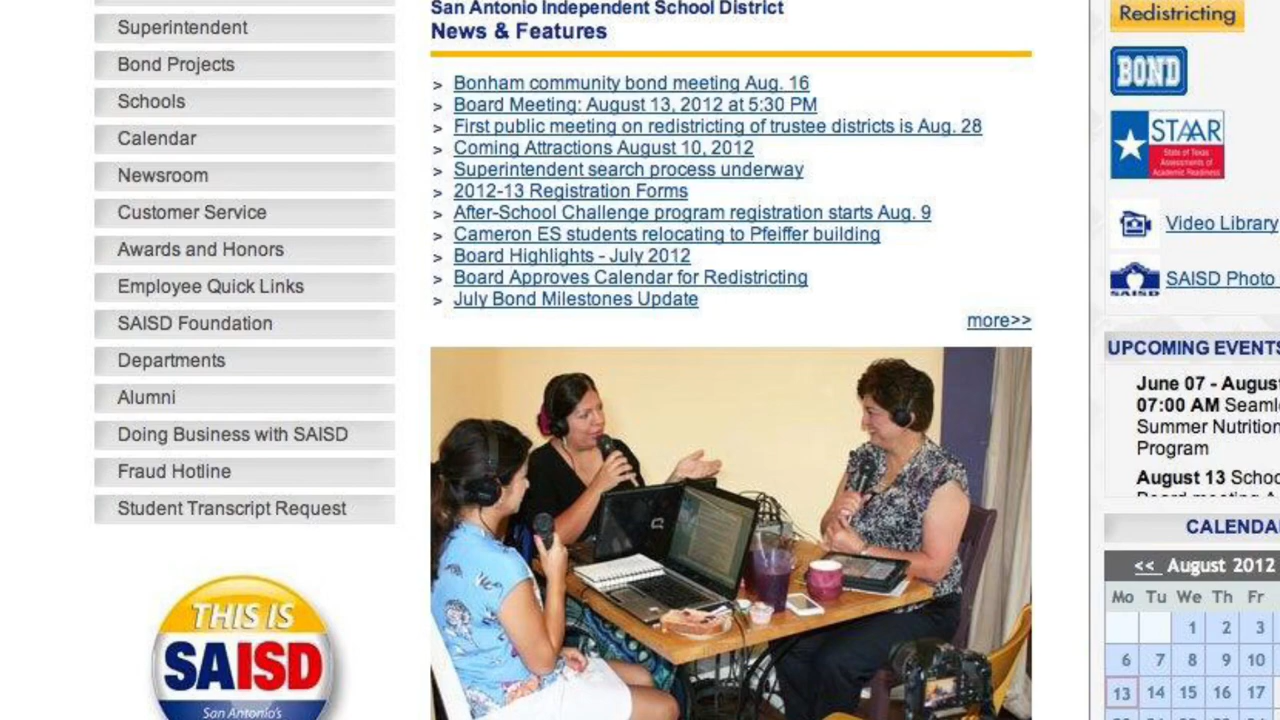 Superintendent
Bond Projects
Schools
Calendar
Newsroom
Customer Service
Awards and Honors
Employee Quick Links
SAISD Foundation
Departments
Alumni
Doing Business with SAISD
Fraud Hotline
Student Transcript Request
THIS IS
SAISD
San Antonio's
San Antonio Independent School District
News & Features
> Bonham community bond meeting Aug. 16
> Board Meeting: August 13, 2012 at 5:30 PM
> First public meeting on redistricting of trustee districts is Aug. 28
> Coming Attractions August 10, 2012
> Superintendent search process underway
> 2012-13 Registration Forms
> After-School Challenge program registration starts Aug. 9
> Cameron ES students relocating to Pfeiffer building
> Board Highlights - July 2012
> Board Approves Calendar for Redistricting
> July Bond Milestones Update
more>>
Redistricting
BOND
STAAR
State of Texas
Assessments of
Academic Readiness
Video Library
SAISD
SAISD Photo
UPCOMING EVENTS
June 07 - August
07:00 AM Seaml
Summer Nutrition
Program
August 13 Schoo
Board meeting A
CALENDA
<< August 2012
Mo Tu We Th Fr
1 2 3
6 7 8 9 10
13 14 15 16 17